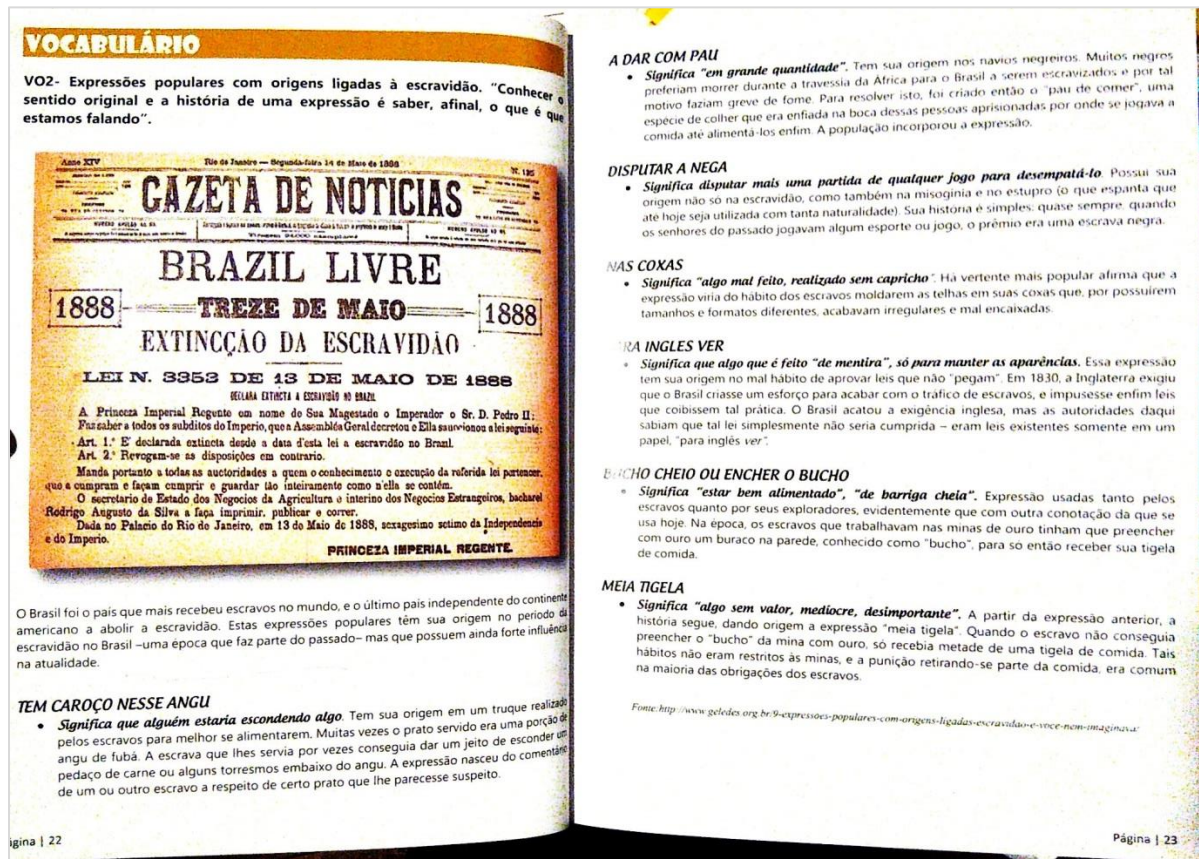 VOCABULÁRIO
VO2- Expressões populares com origens ligadas à escravidão. "Conhecer o
sentido original e a história de uma expressão é saber, afinal, o que é que
estamos falando".
Anno XIV
Rio de Janeiro — Segunda-feira 14 de Maio de 1888
N. 135
GAZETA DE NOTICIAS
BRAZIL LIVRE
1888
TREZE DE MAIO
1888
EXTINCÇÃO DA ESCRAVIDÃO
LEI N. 3353 DE 13 DE MAIO DE 1888
DECLARA EXTINCTA A ESCRAVIDÃO NO BRAZIL
A Princeza Imperial Regente em nome de Sua Magestade o Imperador o Sr. D. Pedro II;
Faz saber a todos os subditos do Imperio, que a Assembléa Geral decretou e Ella sanccionou a lei seguinte:
Art. 1.º E' declarada extincta desde a data d'esta lei a escravidão no Brazil.
Art. 2.º Revogam-se as disposições em contrario.
Manda portanto a todas as auctoridades a quem o conhecimento e execução da referida lei pertencer,
que a cumpram e façam cumprir e guardar tão inteiramente como n'ella se contém.
O secretario de Estado dos Negocios da Agricultura e interino dos Negocios Estrangeiros, bacharel
Rodrigo Augusto da Silva a faça imprimir, publicar e correr.
Dada no Palacio do Rio de Janeiro, em 13 de Maio de 1888, sexagesimo setimo da Independencia
e do Imperio.
PRINCEZA IMPERIAL REGENTE.
O Brasil foi o país que mais recebeu escravos no mundo, e o último país independente do continente
americano a abolir a escravidão. Estas expressões populares têm sua origem no período da
escravidão no Brasil –uma época que faz parte do passado– mas que possuem ainda forte influência
na atualidade.
TEM CAROÇO NESSE ANGU
• Significa que alguém estaria escondendo algo. Tem sua origem em um truque realizado
pelos escravos para melhor se alimentarem. Muitas vezes o prato servido era uma porção de
angu de fubá. A escrava que lhes servia por vezes conseguia dar um jeito de esconder um
pedaço de carne ou alguns torresmos embaixo do angu. A expressão nasceu do comentário
de um ou outro escravo a respeito de certo prato que lhe parecesse suspeito.
ágina | 22
A DAR COM PAU
• Significa "em grande quantidade". Tem sua origem nos navios negreiros. Muitos negros
preferiam morrer durante a travessia da África para o Brasil a serem escravizados e por tal
motivo faziam greve de fome. Para resolver isto, foi criado então o "pau de comer", uma
espécie de colher que era enfiada na boca dessas pessoas aprisionadas por onde se jogava a
comida até alimentá-los enfim. A população incorporou a expressão.
DISPUTAR A NEGA
• Significa disputar mais uma partida de qualquer jogo para desempatá-lo. Possui sua
origem não só na escravidão, como também na misoginia e no estupro (o que espanta que
até hoje seja utilizada com tanta naturalidade). Sua história é simples: quase sempre, quando
os senhores do passado jogavam algum esporte ou jogo, o prêmio era uma escrava negra.
NAS COXAS
• Significa "algo mal feito, realizado sem capricho". Há vertente mais popular afirma que a
expressão viria do hábito dos escravos moldarem as telhas em suas coxas que, por possuírem
tamanhos e formatos diferentes, acabavam irregulares e mal encaixadas.
RA INGLES VER
• Significa que algo que é feito "de mentira", só para manter as aparências. Essa expressão
tem sua origem no mal hábito de aprovar leis que não "pegam". Em 1830, a Inglaterra exigiu
que o Brasil criasse um esforço para acabar com o tráfico de escravos, e impusesse enfim leis
que coibissem tal prática. O Brasil acatou a exigência inglesa, mas as autoridades daqui
sabiam que tal lei simplesmente não seria cumprida – eram leis existentes somente em um
papel, "para inglês ver".
BUCHO CHEIO OU ENCHER O BUCHO
• Significa "estar bem alimentado", "de barriga cheia". Expressão usadas tanto pelos
escravos quanto por seus exploradores, evidentemente que com outra conotação da que se
usa hoje. Na época, os escravos que trabalhavam nas minas de ouro tinham que preencher
com ouro um buraco na parede, conhecido como "bucho", para só então receber sua tigela
de comida.
MEIA TIGELA
• Significa "algo sem valor, medíocre, desimportante". A partir da expressão anterior, a
história segue, dando origem a expressão "meia tigela". Quando o escravo não conseguia
preencher o "bucho" da mina com ouro, só recebia metade de uma tigela de comida. Tais
hábitos não eram restritos às minas, e a punição retirando-se parte da comida, era comum
na maioria das obrigações dos escravos.
Fonte:http://www.geledes.org.br/9-expressoes-populares-com-origens-ligadas-escravidao-e-voce-nem-imaginava/
Página | 23